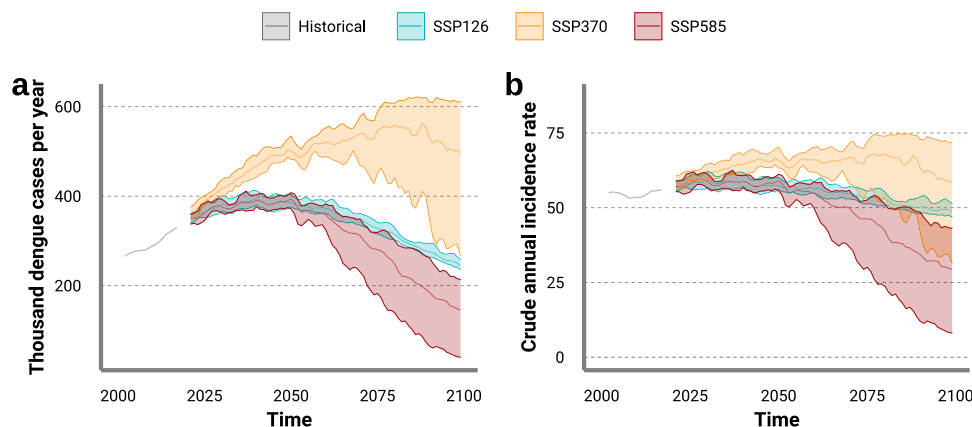 Historical SSP126 SSP370 SSP585
a
Thousand dengue cases per year
600
400
200
2000 2025 2050 2075 2100
Time
b
Crude annual incidence rate
75
50
25
0
2000 2025 2050 2075 2100
Time